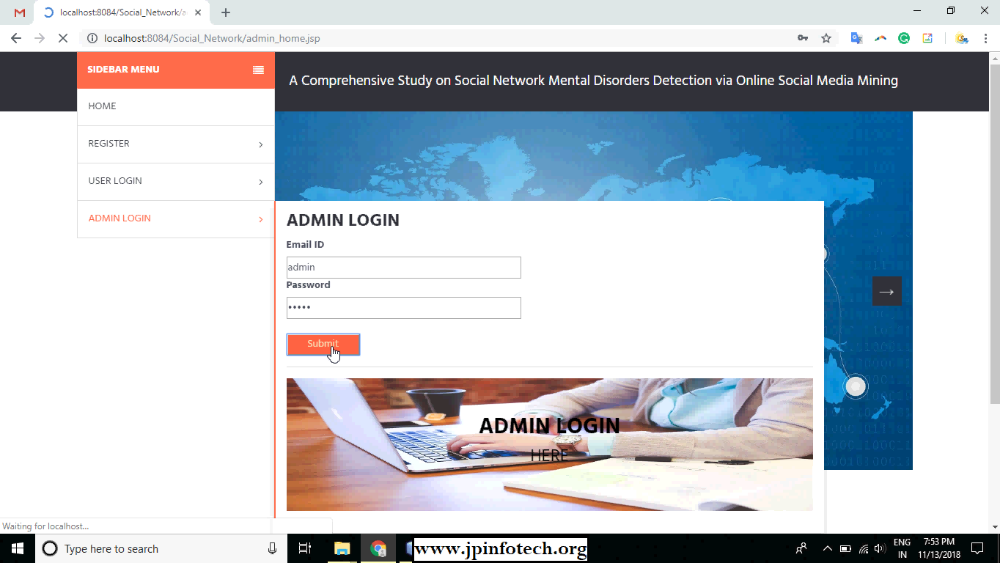 localhost:8084/Social_Network/a
localhost:8084/Social_Network/admin_home.jsp
SIDEBAR MENU
A Comprehensive Study on Social Network Mental Disorders Detection via Online Social Media Mining
HOME
REGISTER
USER LOGIN
ADMIN LOGIN
ADMIN LOGIN
Email ID
admin
Password
•••••
Submit
ADMIN LOGIN
HERE
Waiting for localhost...
Type here to search
www.jpinfotech.org
ENG
IN
7:53 PM
11/13/2018